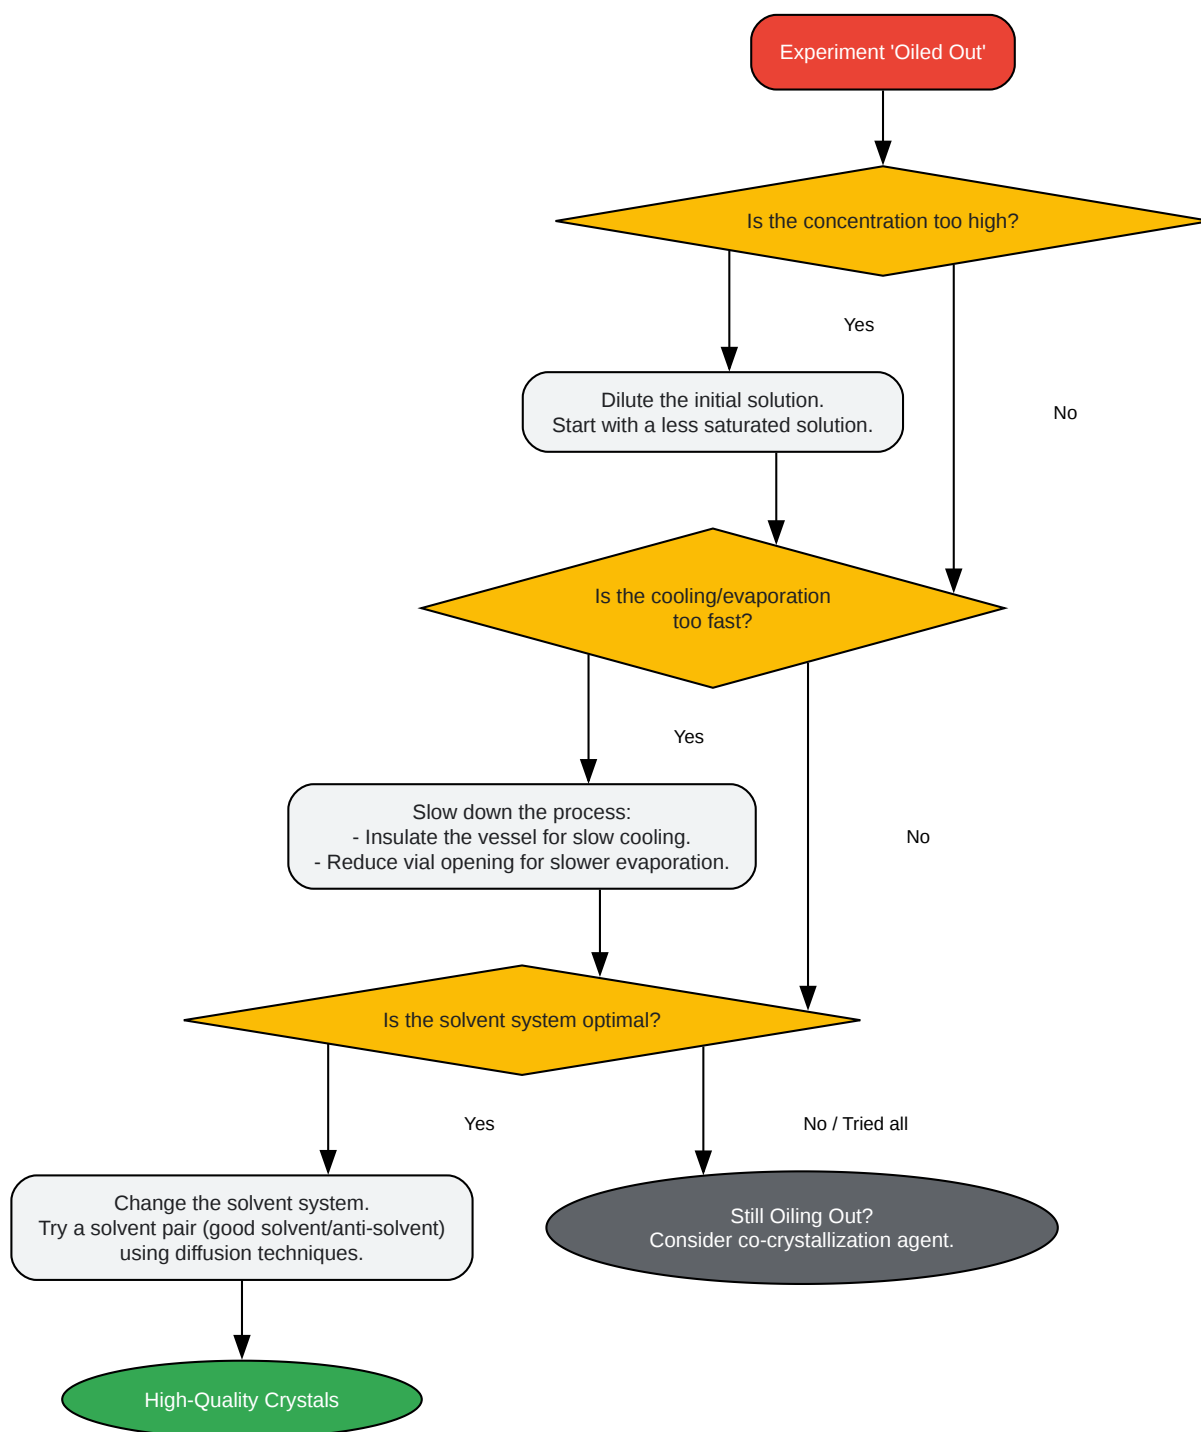 Experiment 'Oiled Out'
Is the concentration too high?
Yes
Dilute the initial solution.
Start with a less saturated solution.
No
Is the cooling/evaporation
too fast?
Yes
Slow down the process:
- Insulate the vessel for slow cooling.
- Reduce vial opening for slower evaporation.
No
Is the solvent system optimal?
Yes
No / Tried all
Change the solvent system.
Try a solvent pair (good solvent/anti-solvent)
using diffusion techniques.
Still Oiling Out?
Consider co-crystallization agent.
High-Quality Crystals